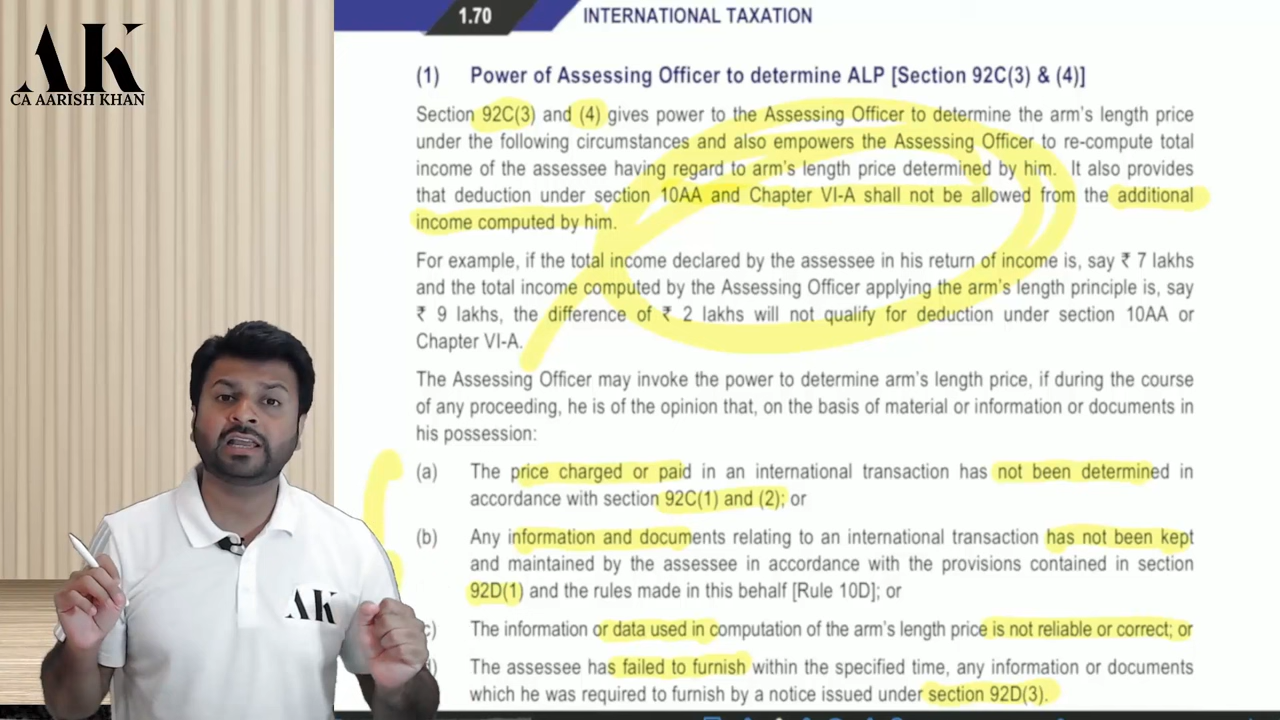 AK
CA AARISH KHAN
1.70
INTERNATIONAL TAXATION
(1) Power of Assessing Officer to determine ALP [Section 92C(3) & (4)]
Section 92C(3) and (4) gives power to the Assessing Officer to determine the arm's length price
under the following circumstances and also empowers the Assessing Officer to re-compute total
income of the assessee having regard to arm's length price determined by him. It also provides
that deduction under section 10AA and Chapter VI-A shall not be allowed from the additional
income computed by him.
For example, if the total income declared by the assessee in his return of income is, say ₹ 7 lakhs
and the total income computed by the Assessing Officer applying the arm's length principle is, say
₹ 9 lakhs, the difference of ₹ 2 lakhs will not qualify for deduction under section 10AA or
Chapter VI-A.
The Assessing Officer may invoke the power to determine arm's length price, if during the course
of any proceeding, he is of the opinion that, on the basis of material or information or documents in
his possession:
(a) The price charged or paid in an international transaction has not been determined in
accordance with section 92C(1) and (2); or
(b) Any information and documents relating to an international transaction has not been kept
and maintained by the assessee in accordance with the provisions contained in section
92D(1) and the rules made in this behalf [Rule 10D]; or
c) The information or data used in computation of the arm's length price is not reliable or correct; or
) The assessee has failed to furnish within the specified time, any information or documents
which he was required to furnish by a notice issued under section 92D(3).
AK